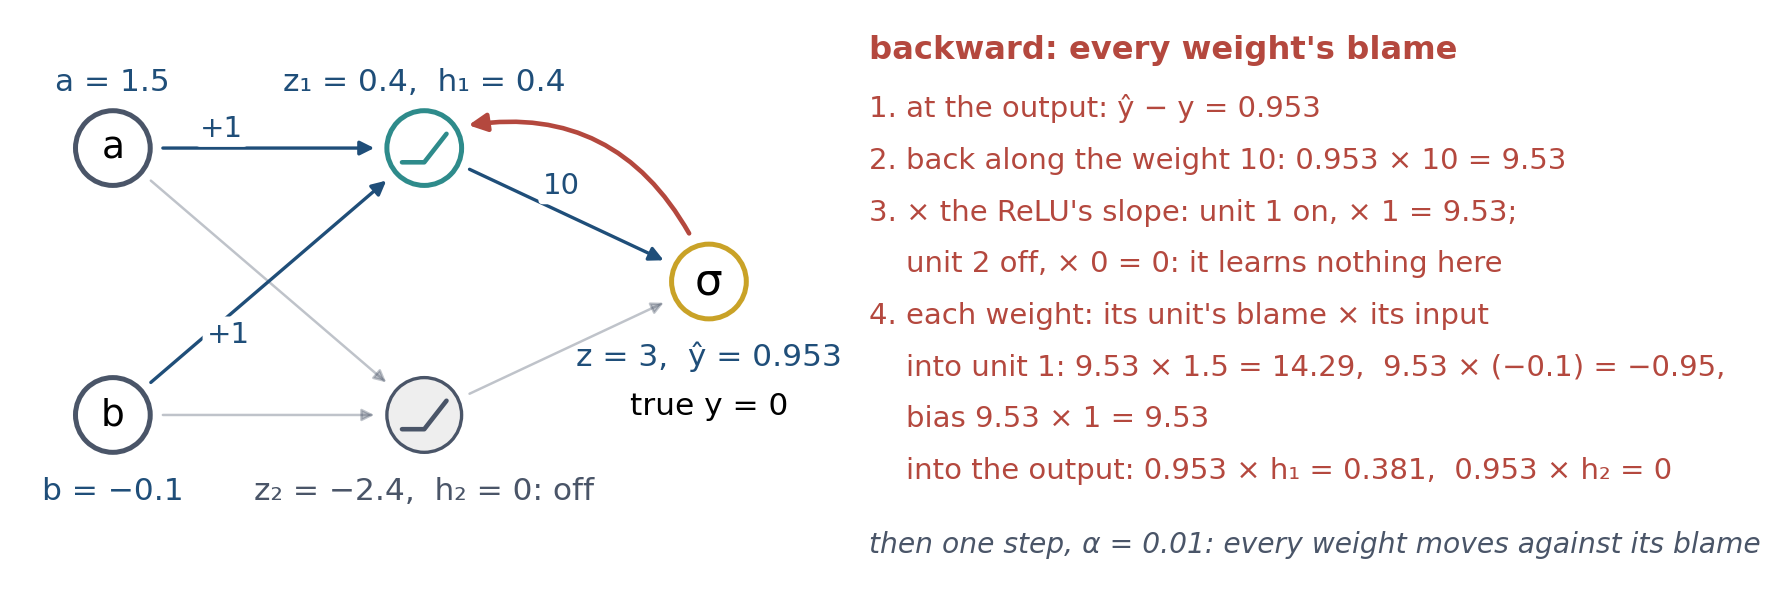 a = 1.5
z₁ = 0.4,  h₁ = 0.4
+1
a
10
+1
σ
z = 3,  ŷ = 0.953
true y = 0
b
b = −0.1
z₂ = −2.4,  h₂ = 0: off
backward: every weight's blame
1. at the output: ŷ − y = 0.953
2. back along the weight 10: 0.953 × 10 = 9.53
3. × the ReLU's slope: unit 1 on, × 1 = 9.53;
unit 2 off, × 0 = 0: it learns nothing here
4. each weight: its unit's blame × its input
into unit 1: 9.53 × 1.5 = 14.29,  9.53 × (−0.1) = −0.95,
bias 9.53 × 1 = 9.53
into the output: 0.953 × h₁ = 0.381,  0.953 × h₂ = 0
then one step, α = 0.01: every weight moves against its blame